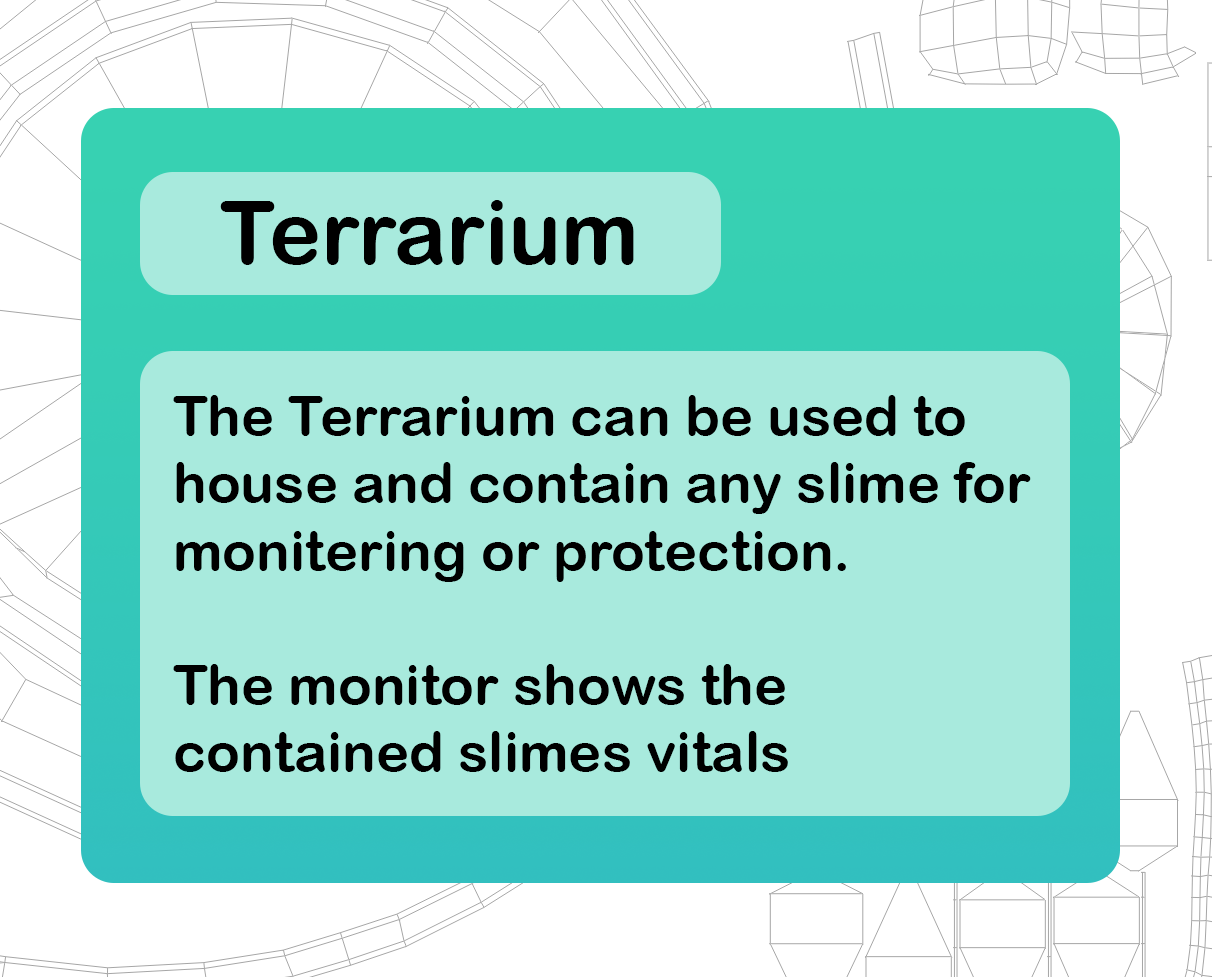 Terrarium
The Terrarium can be used to
house and contain any slime for
monitering or protection.
The monitor shows the
contained slimes vitals